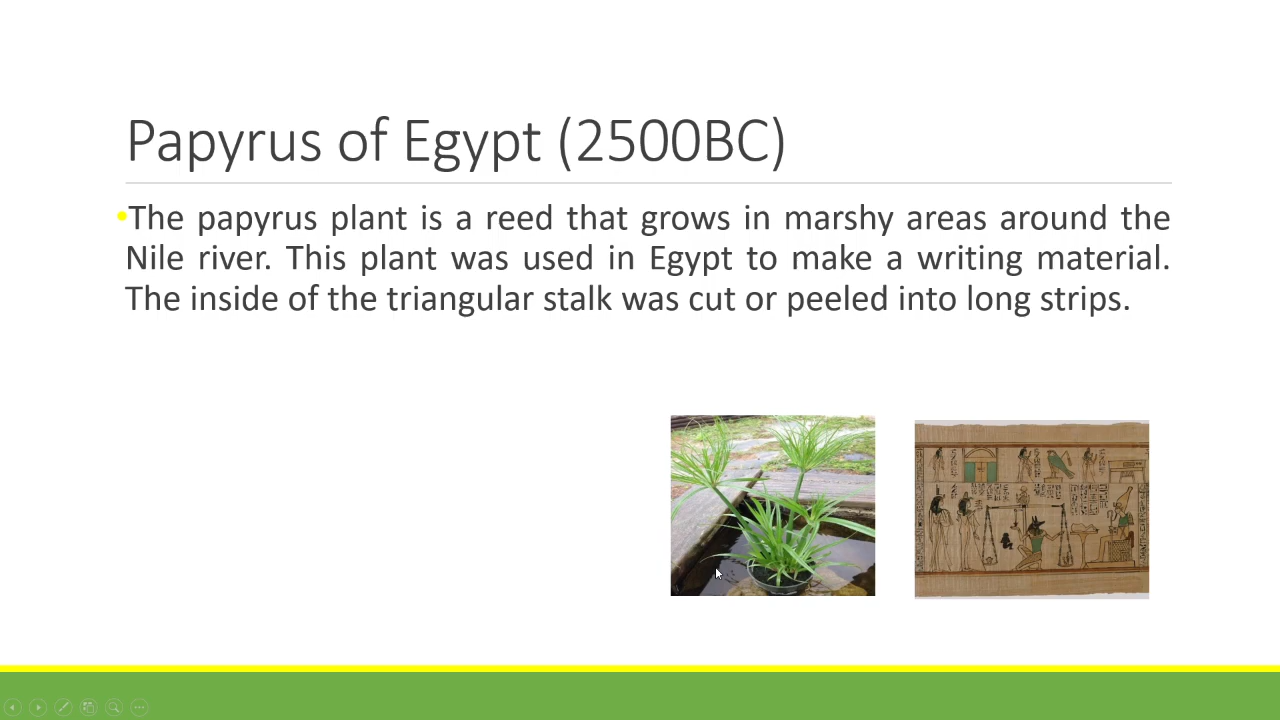 Papyrus of Egypt (2500BC)
•The papyrus plant is a reed that grows in marshy areas around the
Nile river. This plant was used in Egypt to make a writing material.
The inside of the triangular stalk was cut or peeled into long strips.